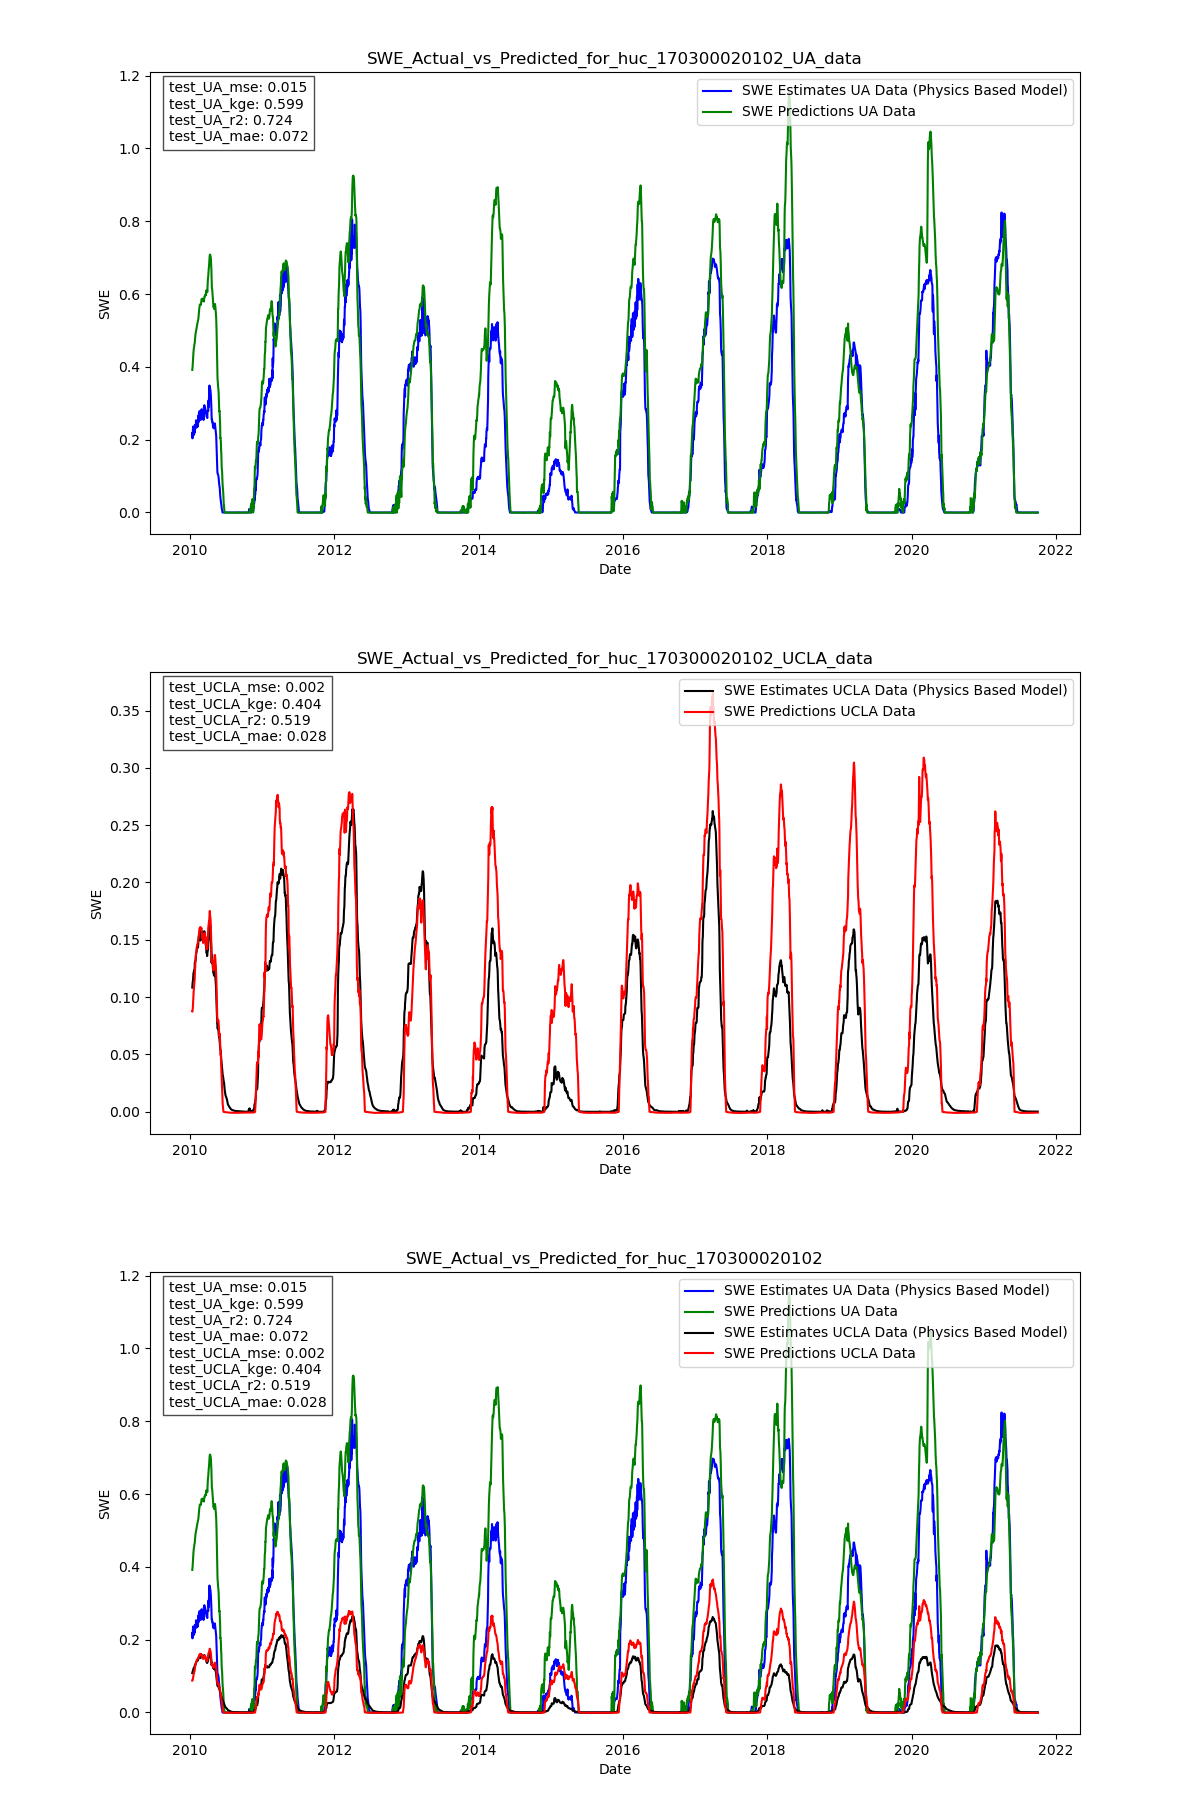 SWE_Actual_vs_Predicted_for_huc_170300020102_UA_data
test_UA_mse: 0.015
test_UA_kge: 0.599
test_UA_r2: 0.724
test_UA_mae: 0.072
SWE Estimates UA Data (Physics Based Model)
SWE Predictions UA Data
1.2
1.0
0.8
0.6
0.4
0.2
0.0
SWE
2010 2012 2014 2016 2018 2020 2022
Date
SWE_Actual_vs_Predicted_for_huc_170300020102_UCLA_data
test_UCLA_mse: 0.002
test_UCLA_kge: 0.404
test_UCLA_r2: 0.519
test_UCLA_mae: 0.028
SWE Estimates UCLA Data (Physics Based Model)
SWE Predictions UCLA Data
0.35
0.30
0.25
0.20
0.15
0.10
0.05
0.00
SWE
2010 2012 2014 2016 2018 2020 2022
Date
SWE_Actual_vs_Predicted_for_huc_170300020102
test_UA_mse: 0.015
test_UA_kge: 0.599
test_UA_r2: 0.724
test_UA_mae: 0.072
test_UCLA_mse: 0.002
test_UCLA_kge: 0.404
test_UCLA_r2: 0.519
test_UCLA_mae: 0.028
SWE Estimates UA Data (Physics Based Model)
SWE Predictions UA Data
SWE Estimates UCLA Data (Physics Based Model)
SWE Predictions UCLA Data
1.2
1.0
0.8
0.6
0.4
0.2
0.0
SWE
2010 2012 2014 2016 2018 2020 2022
Date